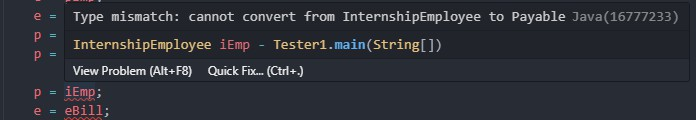 e =
Type mismatch: cannot convert from InternshipEmployee to Payable Java(16777233)
p =
InternshipEmployee iEmp - Tester1.main(String[])
p =
View Problem (Alt+F8) Quick Fix... (Ctrl+.)
p = iEmp;
e = eBill;